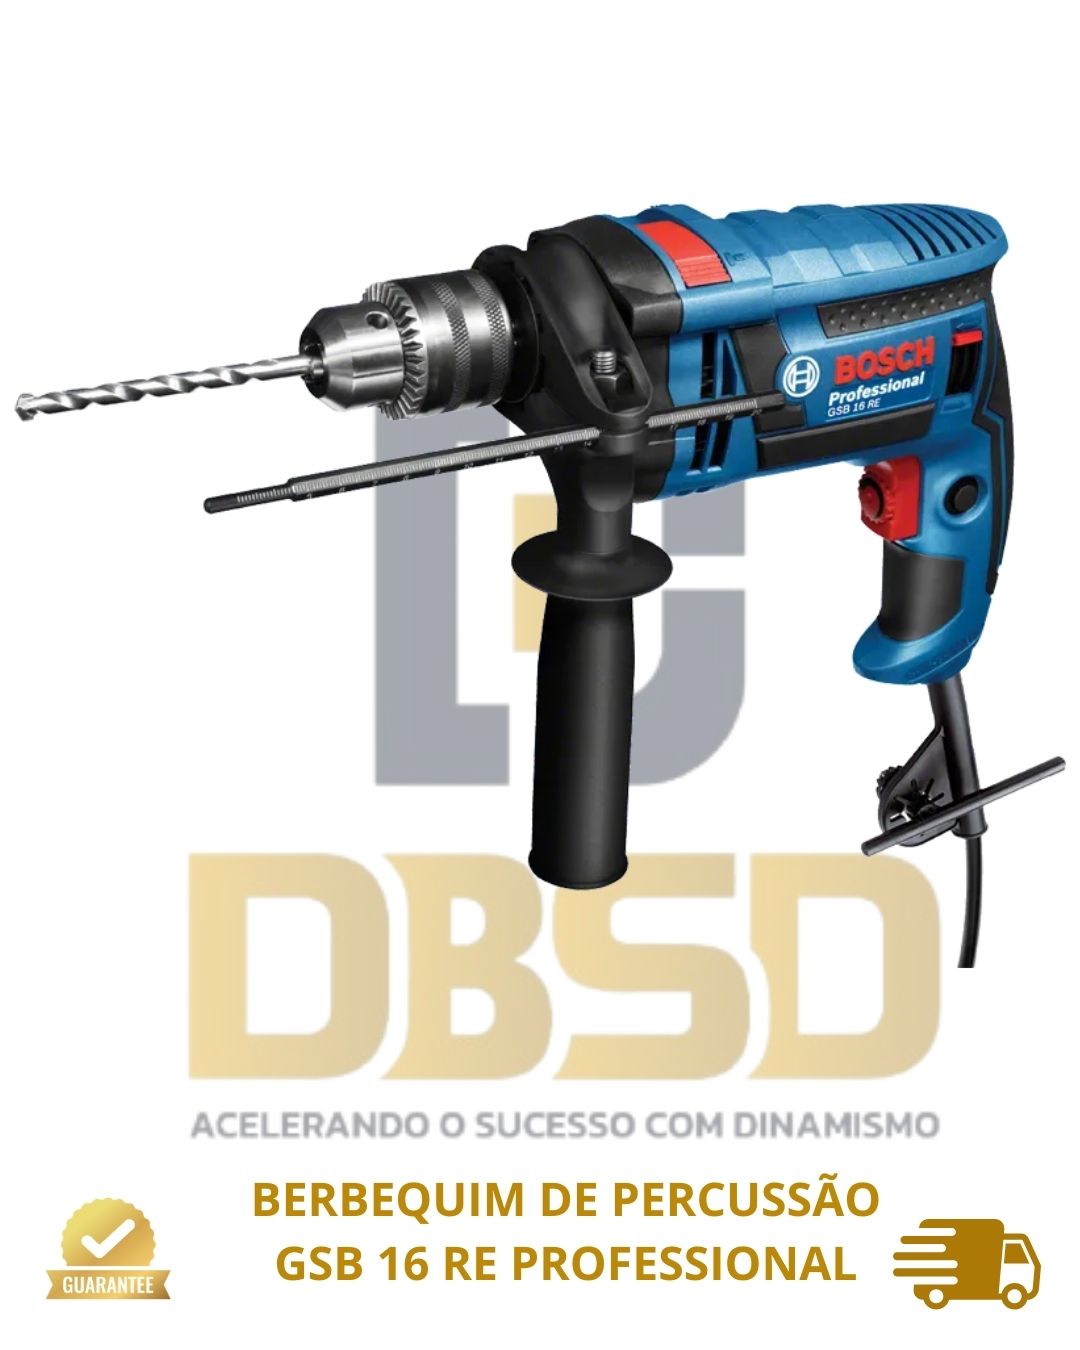 BOSCH
Professional
GSB 16 RE
DBSD
ACELERANDO O SUCESSO COM DINAMISMO
BERBEQUIM DE PERCUSSÃO
GSB 16 RE PROFESSIONAL
GUARANTEE